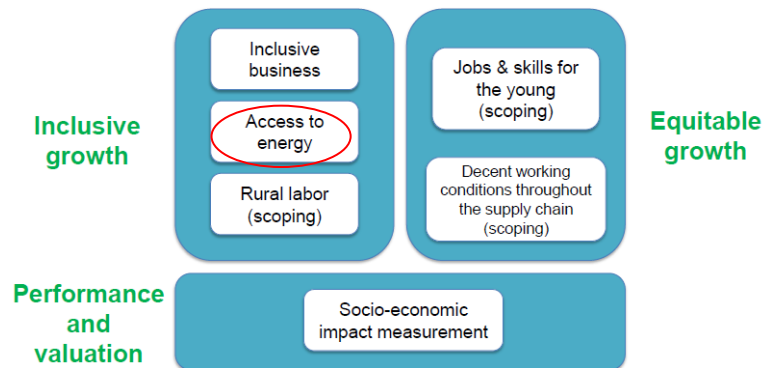 Inclusive
growth
Inclusive
business
Access to
energy
Rural labor
(scoping)
Jobs & skills for
the young
(scoping)
Decent working
conditions throughout
the supply chain
(scoping)
Equitable
growth
Performance
and
valuation
Socio-economic
impact measurement